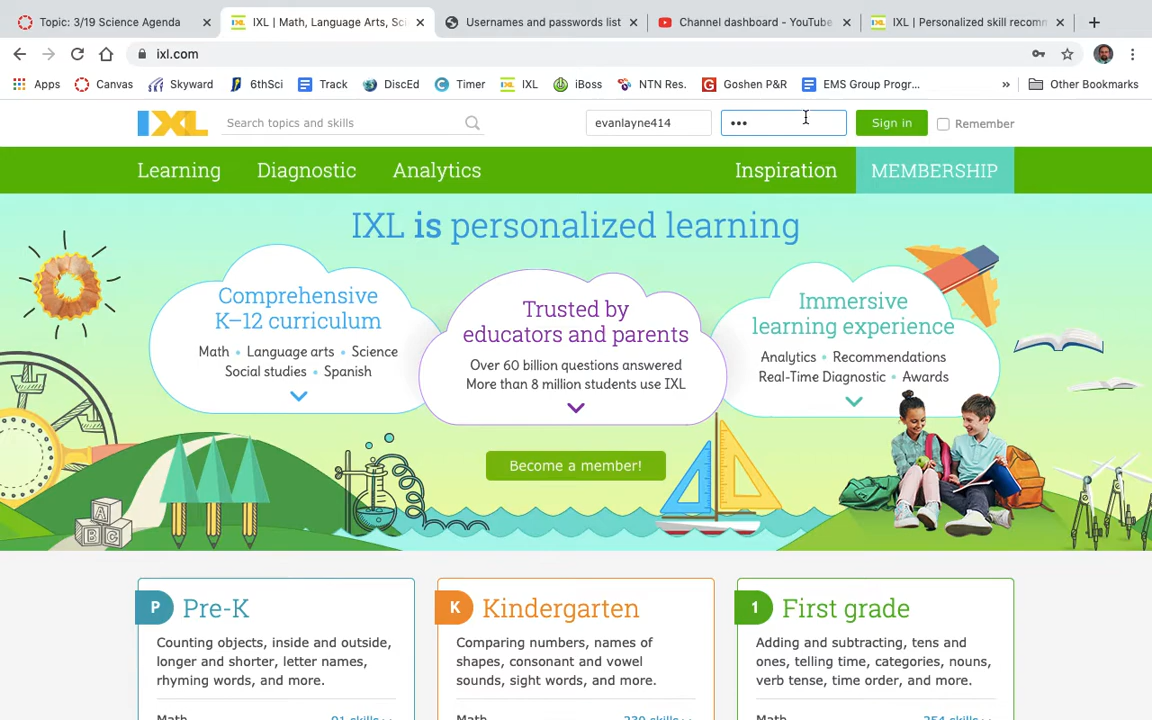 Topic: 3/19 Science Agenda
IXL | Math, Language Arts, Sci
Usernames and passwords list
Channel dashboard - YouTube
IXL | Personalized skill recomm
ixl.com
Apps
Canvas
Skyward
6thSci
Track
DiscEd
Timer
IXL
iBoss
NTN Res.
Goshen P&R
EMS Group Progr...
»
Other Bookmarks
IXL
Search topics and skills
evanlayne414
•••
Sign in
Remember
Learning
Diagnostic
Analytics
Inspiration
MEMBERSHIP
IXL is personalized learning
Comprehensive
K–12 curriculum
Math • Language arts • Science
Social studies • Spanish
Trusted by
educators and parents
Over 60 billion questions answered
More than 8 million students use IXL
Immersive
learning experience
Analytics • Recommendations
Real-Time Diagnostic • Awards
A
B C
Become a member!
P Pre-K
Counting objects, inside and outside,
longer and shorter, letter names,
rhyming words, and more.
Math 91 skills
K Kindergarten
Comparing numbers, names of
shapes, consonant and vowel
sounds, sight words, and more.
Math 230 skills
1 First grade
Adding and subtracting, tens and
ones, telling time, categories, nouns,
verb tense, time order, and more.
Math 254 skills